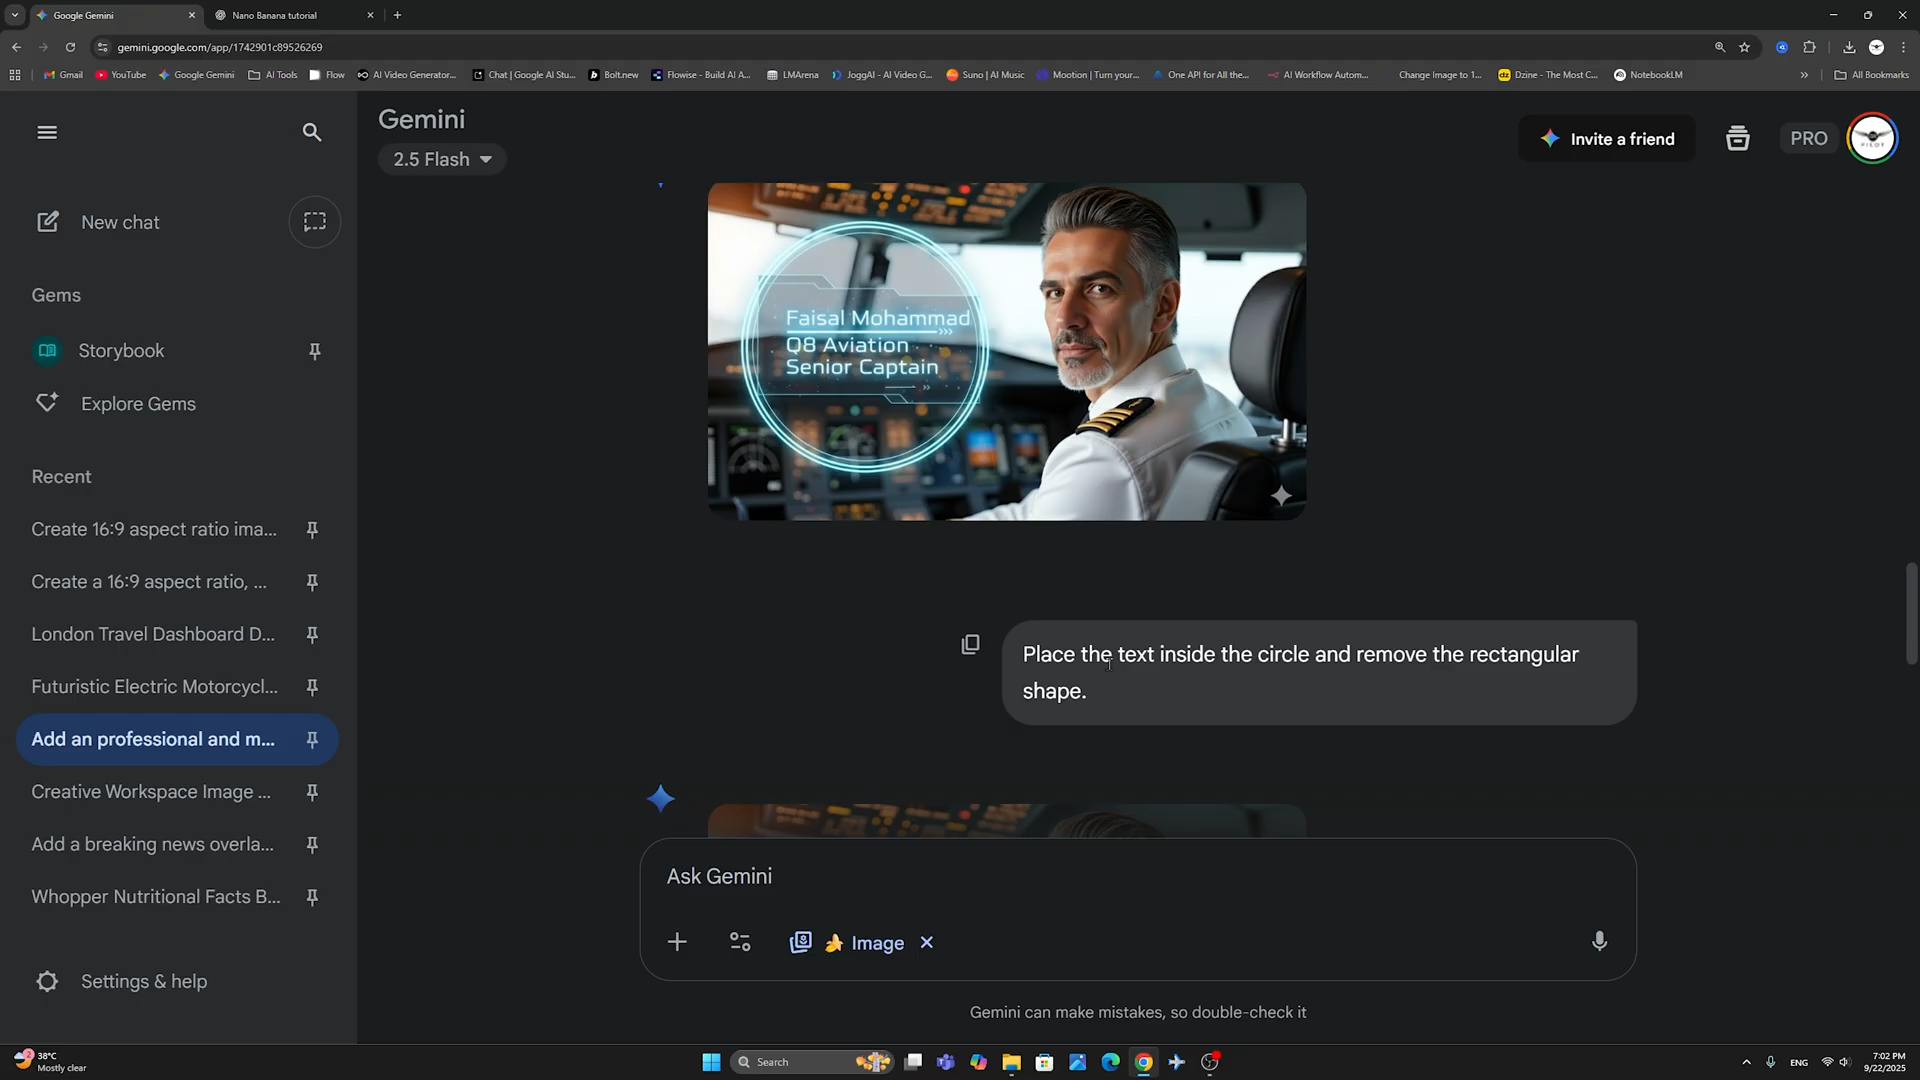 Google Gemini
Nano Banana tutorial
gemini.google.com/app/1742901c89526269
Gmail
YouTube
Google Gemini
AI Tools
Flow
AI Video Generator...
Chat | Google AI Stu...
Bolt.new
Flowise - Build AI A...
LMArena
JoggAI - AI Video G...
Suno | AI Music
Mootion | Turn your...
One API for All the...
AI Workflow Autom...
Change Image to 1...
dz
Dzine - The Most C...
NotebookLM
All Bookmarks
Gemini
2.5 Flash
Invite a friend
PRO
PILOT
New chat
Gems
Storybook
Explore Gems
Recent
Create 16:9 aspect ratio ima...
Create a 16:9 aspect ratio, ...
London Travel Dashboard D...
Futuristic Electric Motorcycl...
Add an professional and m...
Creative Workspace Image ...
Add a breaking news overla...
Whopper Nutritional Facts B...
Settings & help
Faisal Mohammad
Q8 Aviation
Senior Captain
Place the text inside the circle and remove the rectangular
shape.
Ask Gemini
Image
Gemini can make mistakes, so double-check it
2
38°C
Mostly clear
Search
ENG
7:02 PM
9/22/2025